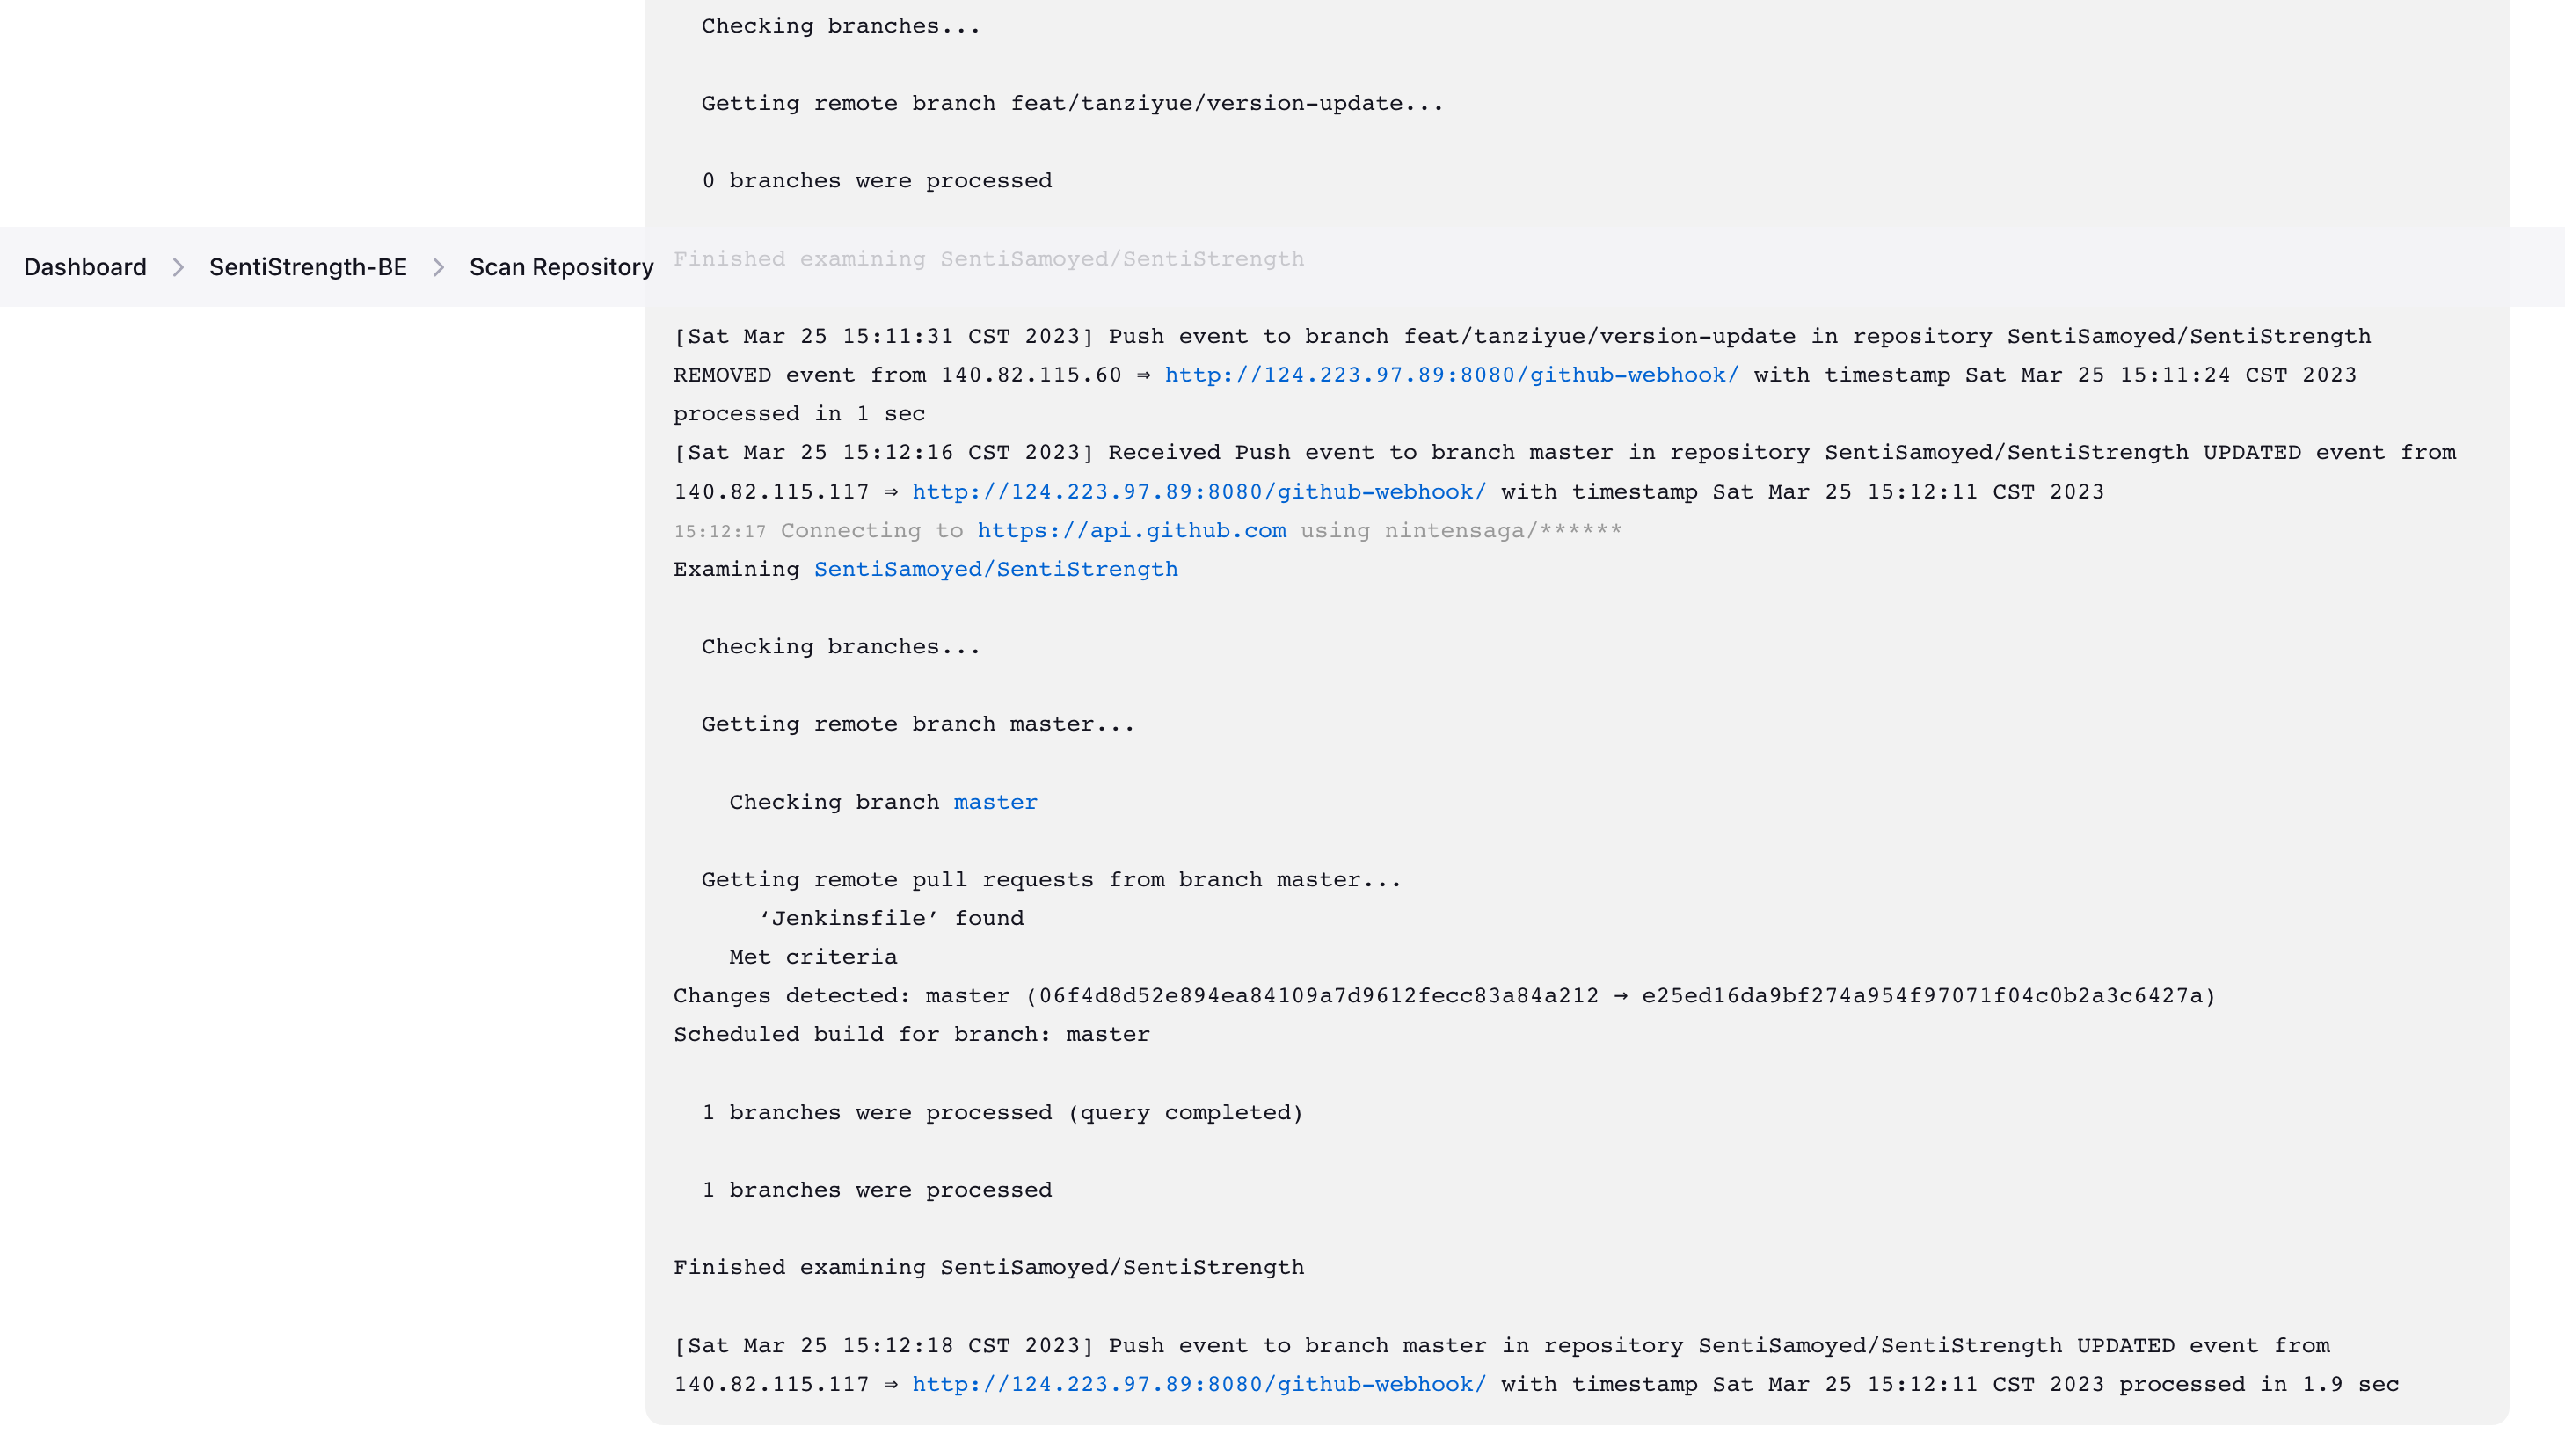 Checking branches...
Getting remote branch feat/tanziyue/version-update...
0 branches were processed
Dashboard > SentiStrength-BE > Scan Repository
Finished examining SentiSamoyed/SentiStrength
[Sat Mar 25 15:11:31 CST 2023] Push event to branch feat/tanziyue/version-update in repository SentiSamoyed/SentiStrength
REMOVED event from 140.82.115.60 ⇒ http://124.223.97.89:8080/github-webhook/ with timestamp Sat Mar 25 15:11:24 CST 2023
processed in 1 sec
[Sat Mar 25 15:12:16 CST 2023] Received Push event to branch master in repository SentiSamoyed/SentiStrength UPDATED event from
140.82.115.117 ⇒ http://124.223.97.89:8080/github-webhook/ with timestamp Sat Mar 25 15:12:11 CST 2023
15:12:17 Connecting to https://api.github.com using nintensaga/******
Examining SentiSamoyed/SentiStrength
Checking branches...
Getting remote branch master...
Checking branch master
Getting remote pull requests from branch master...
‘Jenkinsfile’ found
Met criteria
Changes detected: master (06f4d8d52e894ea84109a7d9612fecc83a84a212 → e25ed16da9bf274a954f97071f04c0b2a3c6427a)
Scheduled build for branch: master
1 branches were processed (query completed)
1 branches were processed
Finished examining SentiSamoyed/SentiStrength
[Sat Mar 25 15:12:18 CST 2023] Push event to branch master in repository SentiSamoyed/SentiStrength UPDATED event from
140.82.115.117 ⇒ http://124.223.97.89:8080/github-webhook/ with timestamp Sat Mar 25 15:12:11 CST 2023 processed in 1.9 sec